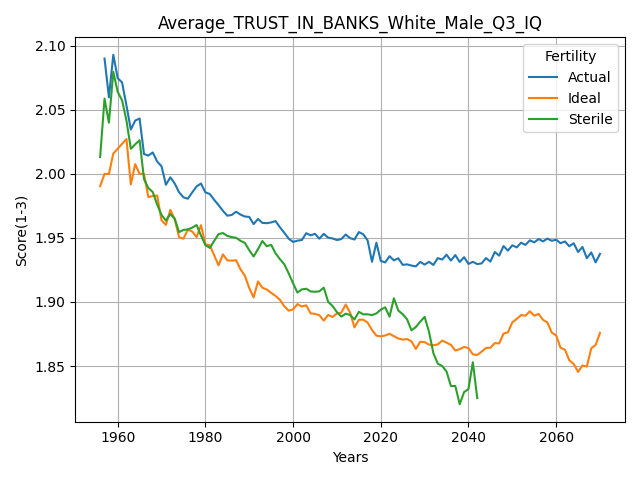 Average_TRUST_IN_BANKS_White_Male_Q3_IQ
Fertility
Actual
Ideal
Sterile
Score(1-3)
2.10
2.05
2.00
1.95
1.90
1.85
1960
1980
2000
2020
2040
2060
Years